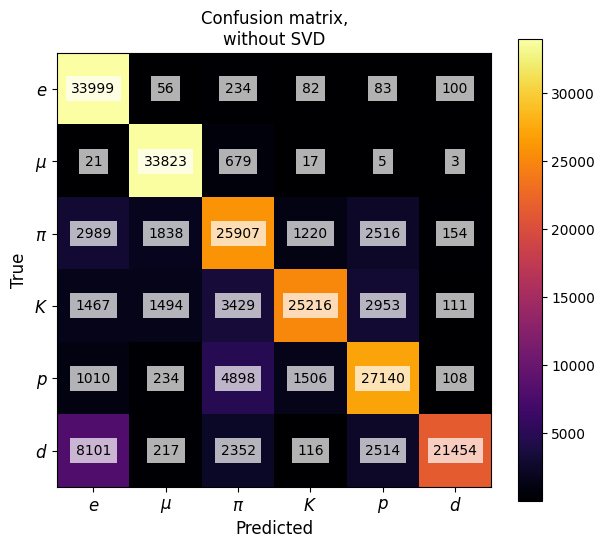 Confusion matrix,
without SVD
e 33999 56 234 82 83 100
μ 21 33823 679 17 5 3
π 2989 1838 25907 1220 2516 154
K 1467 1494 3429 25216 2953 111
p 1010 234 4898 1506 27140 108
d 8101 217 2352 116 2514 21454
e μ π K p d
Predicted
True
30000
25000
20000
15000
10000
5000